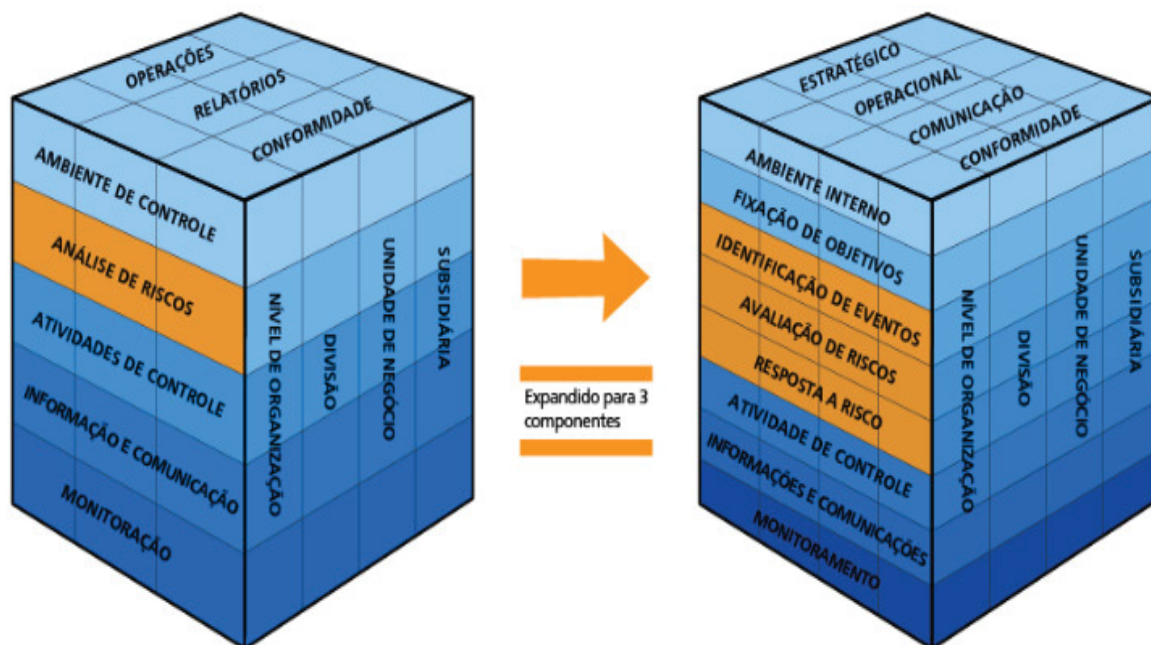 OPERAÇÕES
RELATÓRIOS
CONFORMIDADE
AMBIENTE DE CONTROLE
ANÁLISE DE RISCOS
ATIVIDADES DE CONTROLE
INFORMAÇÃO E COMUNICAÇÃO
MONITORAÇÃO
NÍVEL DE ORGANIZAÇÃO
DIVISÃO
UNIDADE DE NEGÓCIO
SUBSIDIÁRIA
Expandido para 3
componentes
ESTRATÉGICO
OPERACIONAL
COMUNICAÇÃO
CONFORMIDADE
AMBIENTE INTERNO
FIXAÇÃO DE OBJETIVOS
IDENTIFICAÇÃO DE EVENTOS
AVALIAÇÃO DE RISCOS
RESPOSTA A RISCO
ATIVIDADE DE CONTROLE
INFORMAÇÕES E COMUNICAÇÕES
MONITORAMENTO
NÍVEL DE ORGANIZAÇÃO
DIVISÃO
UNIDADE DE NEGÓCIO
SUBSIDIÁRIA